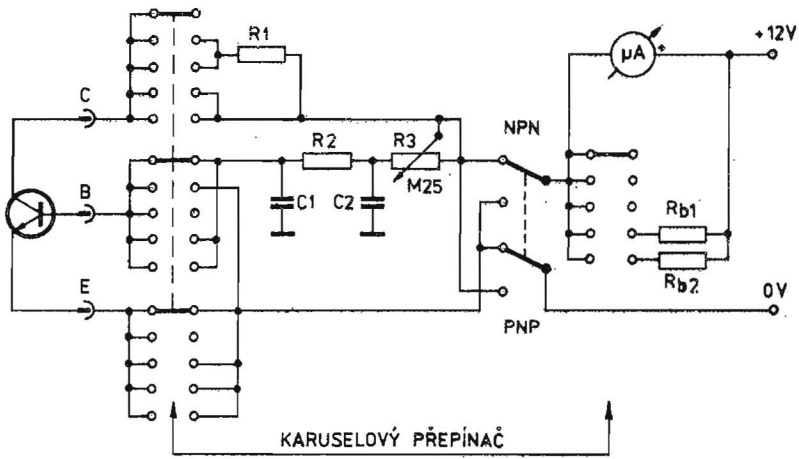 R1
µA
+
+12V
C
R2
R3
NPN
B
C1
C2
M25
Rb1
Rb2
E
0V
PNP
KARUSELOVÝ PŘEPÍNAČ